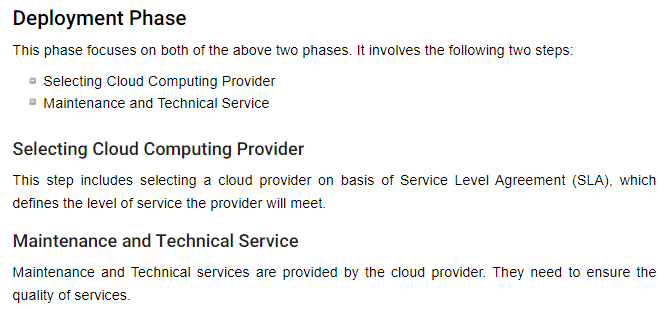 Deployment Phase
This phase focuses on both of the above two phases. It involves the following two steps:
Selecting Cloud Computing Provider
Maintenance and Technical Service
Selecting Cloud Computing Provider
This step includes selecting a cloud provider on basis of Service Level Agreement (SLA), which
defines the level of service the provider will meet.
Maintenance and Technical Service
Maintenance and Technical services are provided by the cloud provider. They need to ensure the
quality of services.